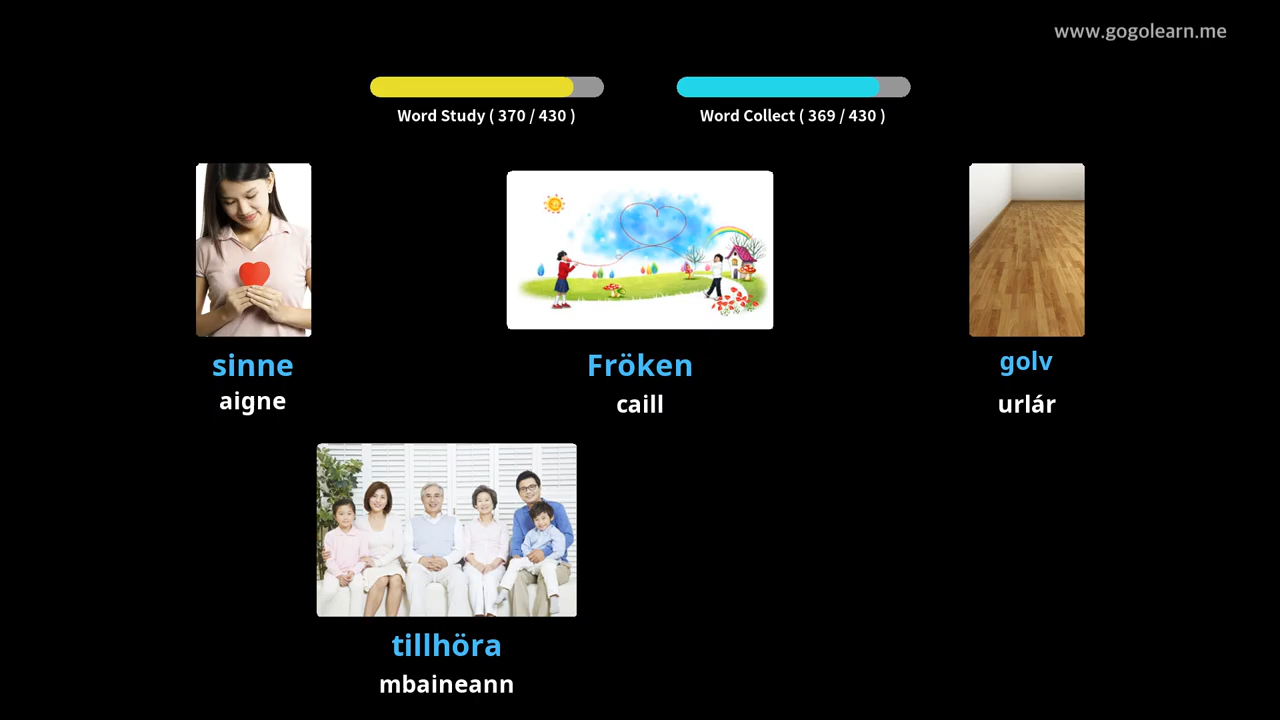 www.gogolearn.me
Word Study ( 370 / 430 )
Word Collect ( 369 / 430 )
sinne
aigne
Fröken
caill
golv
urlár
tillhöra
mbaineann